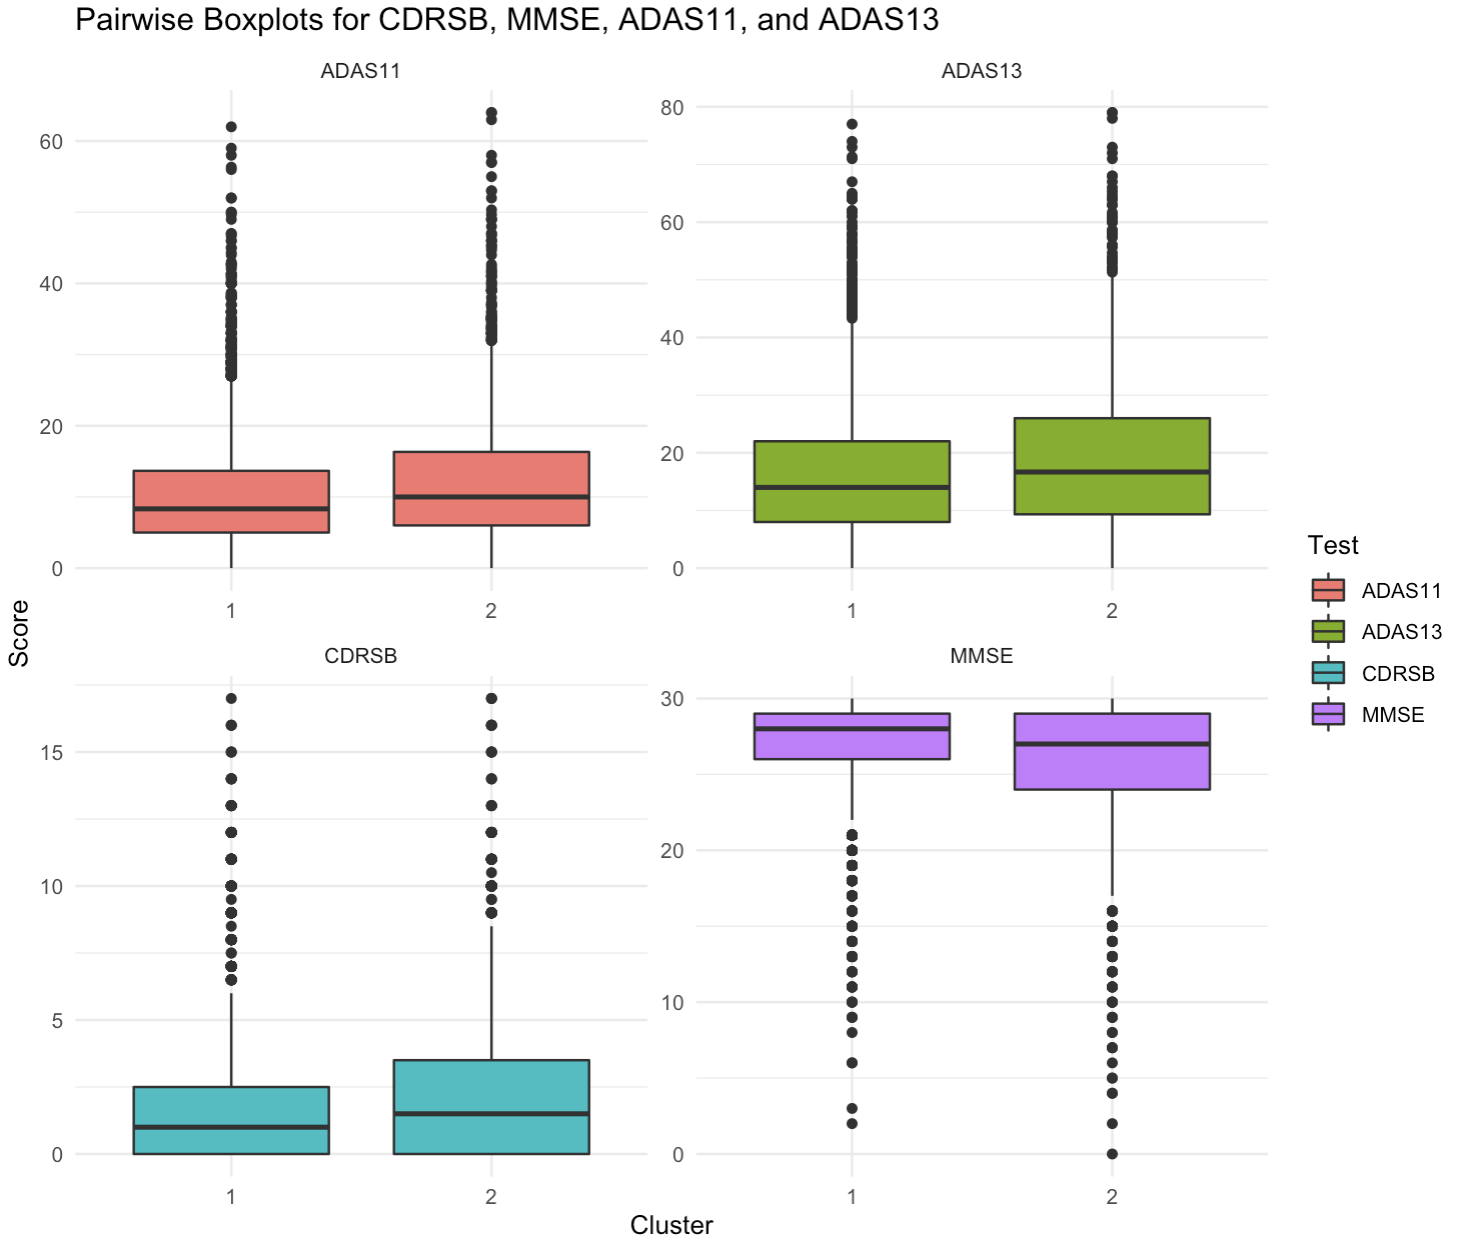 Pairwise Boxplots for CDRSB, MMSE, ADAS11, and ADAS13
ADAS11
ADAS13
60
40
20
0
80
60
40
20
0
1
2
1
2
Score
CDRSB
MMSE
15
10
5
0
30
20
10
0
1
2
1
2
Cluster
Test
ADAS11
ADAS13
CDRSB
MMSE